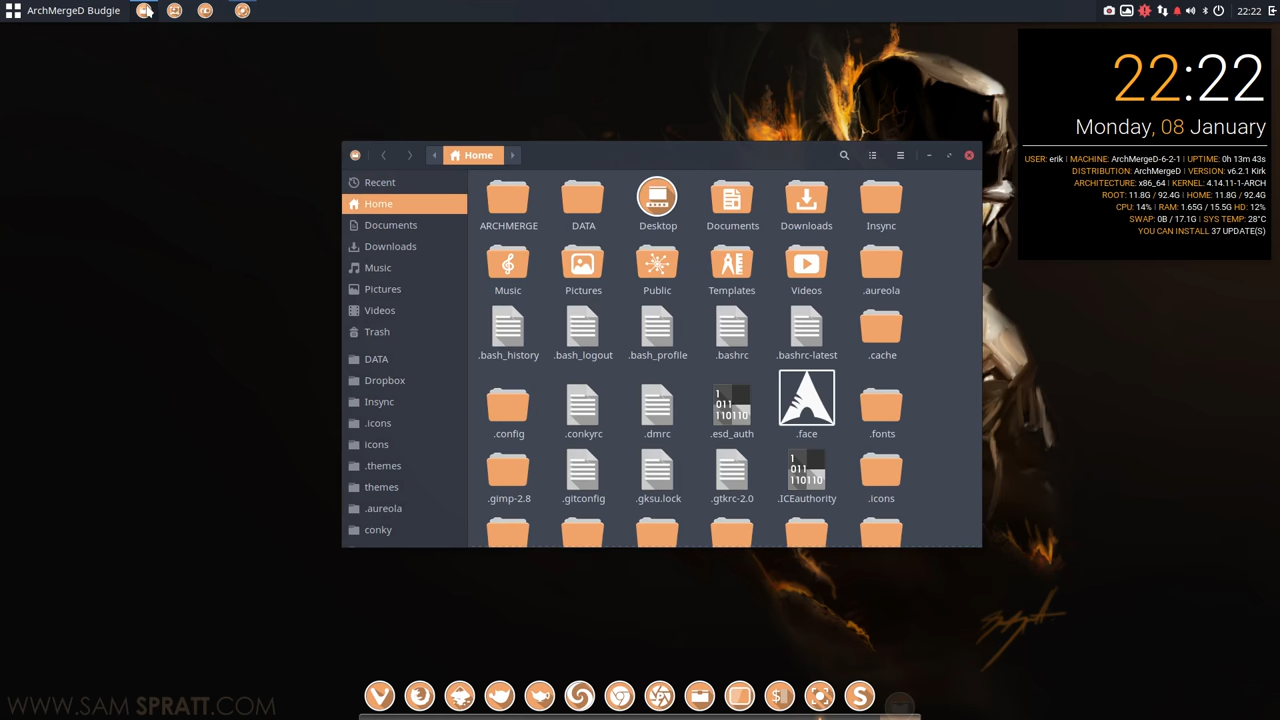 ArchMergeD Budgie
22:22
22:22
Monday, 08 January
USER: erik | MACHINE: ArchMergeD-6-2-1 | UPTIME: 0h 13m 43s
DISTRIBUTION: ArchMergeD | VERSION: v6.2.1 Kirk
ARCHITECTURE: x86_64 | KERNEL: 4.14.11-1-ARCH
ROOT: 11.8G / 92.4G | HOME: 11.8G / 92.4G
CPU: 14% | RAM: 1.65G / 15.5G HD: 12%
SWAP: 0B / 17.1G | SYS TEMP: 28°C
YOU CAN INSTALL 37 UPDATE(S)
Home
Recent
Home
Documents
Downloads
Music
Pictures
Videos
Trash
DATA
Dropbox
Insync
.icons
icons
.themes
themes
.aureola
conky
ARCHMERGE DATA Desktop Documents Downloads Insync
Music Pictures Public Templates Videos .aureola
.bash_history .bash_logout .bash_profile .bashrc .bashrc-latest .cache
.config .conkyrc .dmrc .esd_auth .face .fonts
.gimp-2.8 .gitconfig .gksu.lock .gtkrc-2.0 .ICEauthority .icons
WWW.SAMSPRATT.COM